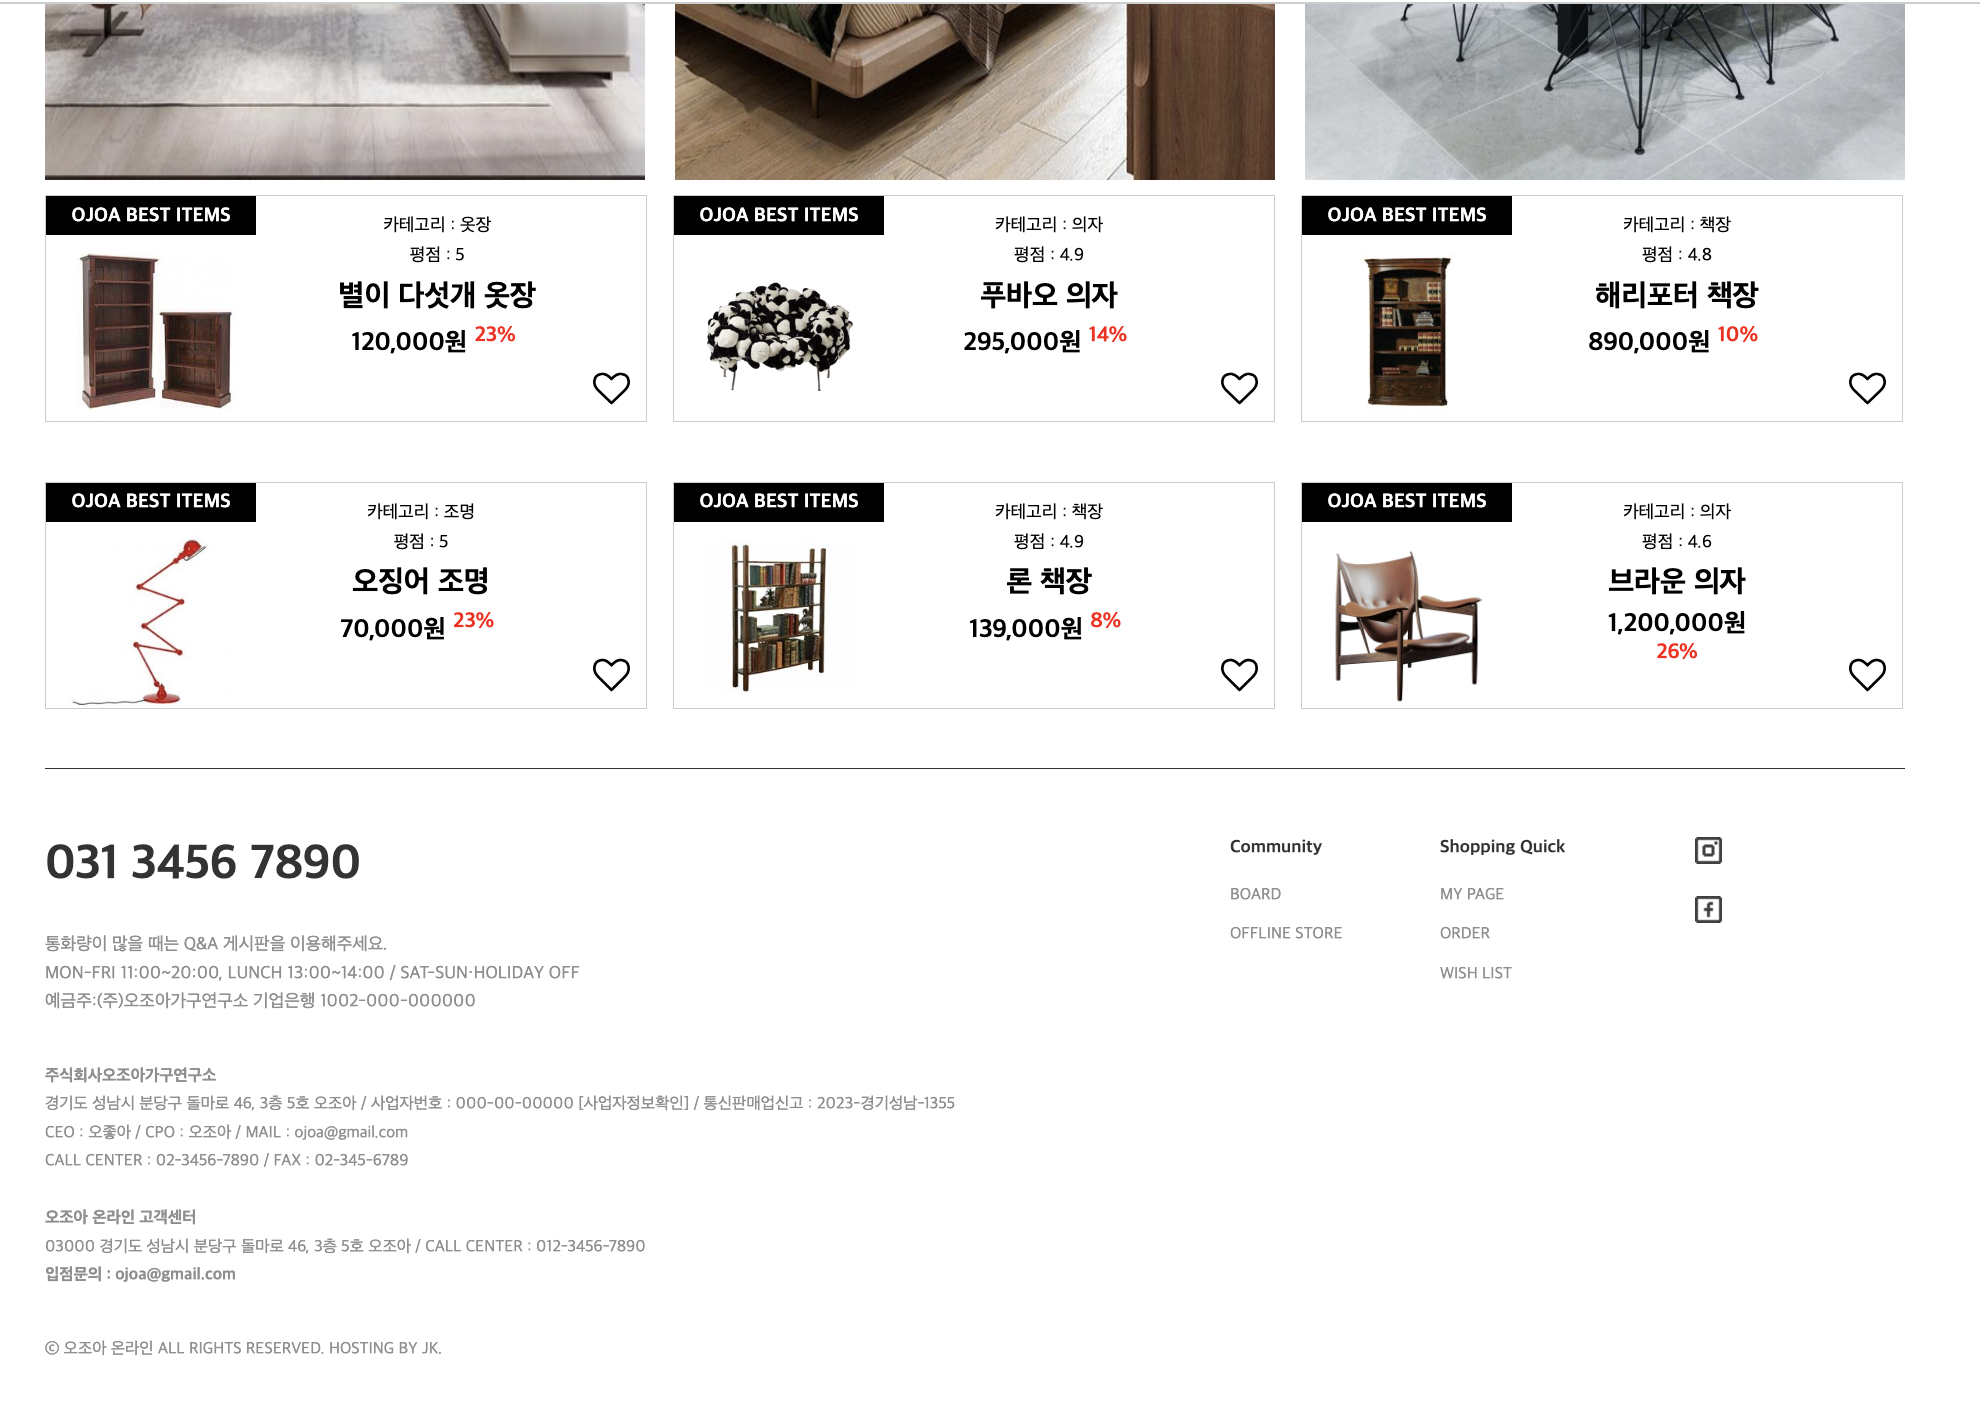 OJOA BEST ITEMS
카테고리 : 옷장
평점 : 5
별이 다섯개 옷장
120,000원 23%
OJOA BEST ITEMS
카테고리 : 의자
평점 : 4.9
푸바오 의자
295,000원 14%
OJOA BEST ITEMS
카테고리 : 책장
평점 : 4.8
해리포터 책장
890,000원 10%
OJOA BEST ITEMS
카테고리 : 조명
평점 : 5
오징어 조명
70,000원 23%
OJOA BEST ITEMS
카테고리 : 책장
평점 : 4.9
론 책장
139,000원 8%
OJOA BEST ITEMS
카테고리 : 의자
평점 : 4.6
브라운 의자
1,200,000원
26%
031 3456 7890
통화량이 많을 때는 Q&A 게시판을 이용해주세요.
MON-FRI 11:00~20:00, LUNCH 13:00~14:00 / SAT-SUN·HOLIDAY OFF
예금주:(주)오조아가구연구소 기업은행 1002-000-000000
주식회사오조아가구연구소
경기도 성남시 분당구 돌마로 46, 3층 5호 오조아 / 사업자번호 : 000-00-00000 [사업자정보확인] / 통신판매업신고 : 2023-경기성남-1355
CEO : 오좋아 / CPO : 오조아 / MAIL : ojoa@gmail.com
CALL CENTER : 02-3456-7890 / FAX : 02-345-6789
오조아 온라인 고객센터
03000 경기도 성남시 분당구 돌마로 46, 3층 5호 오조아 / CALL CENTER : 012-3456-7890
입점문의 : ojoa@gmail.com
© 오조아 온라인 ALL RIGHTS RESERVED. HOSTING BY JK.
Community
BOARD
OFFLINE STORE
Shopping Quick
MY PAGE
ORDER
WISH LIST